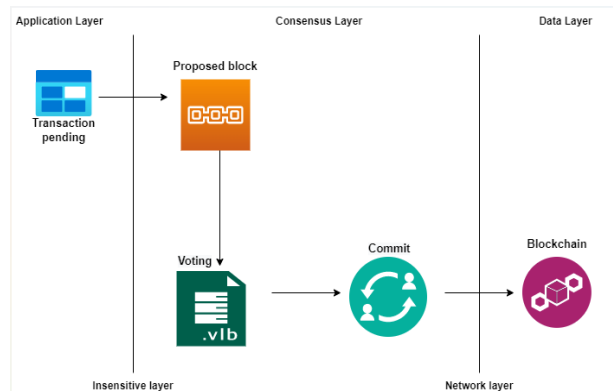 Application Layer
Consensus Layer
Data Layer
Proposed block
Transaction
pending
Voting
.vlb
Commit
Blockchain
Insensitive layer
Network layer